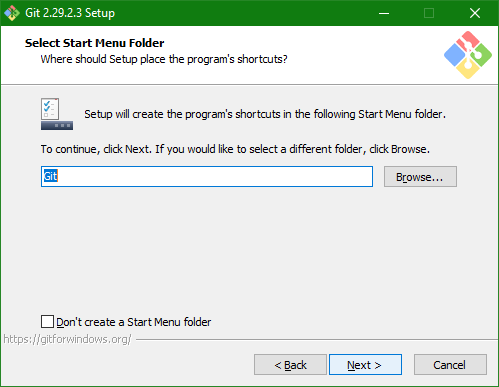 Git 2.29.2.3 Setup
Select Start Menu Folder
Where should Setup place the program's shortcuts?
Setup will create the program's shortcuts in the following Start Menu folder.
To continue, click Next. If you would like to select a different folder, click Browse.
Git
Browse...
Don't create a Start Menu folder
https://gitforwindows.org/
< Back
Next >
Cancel